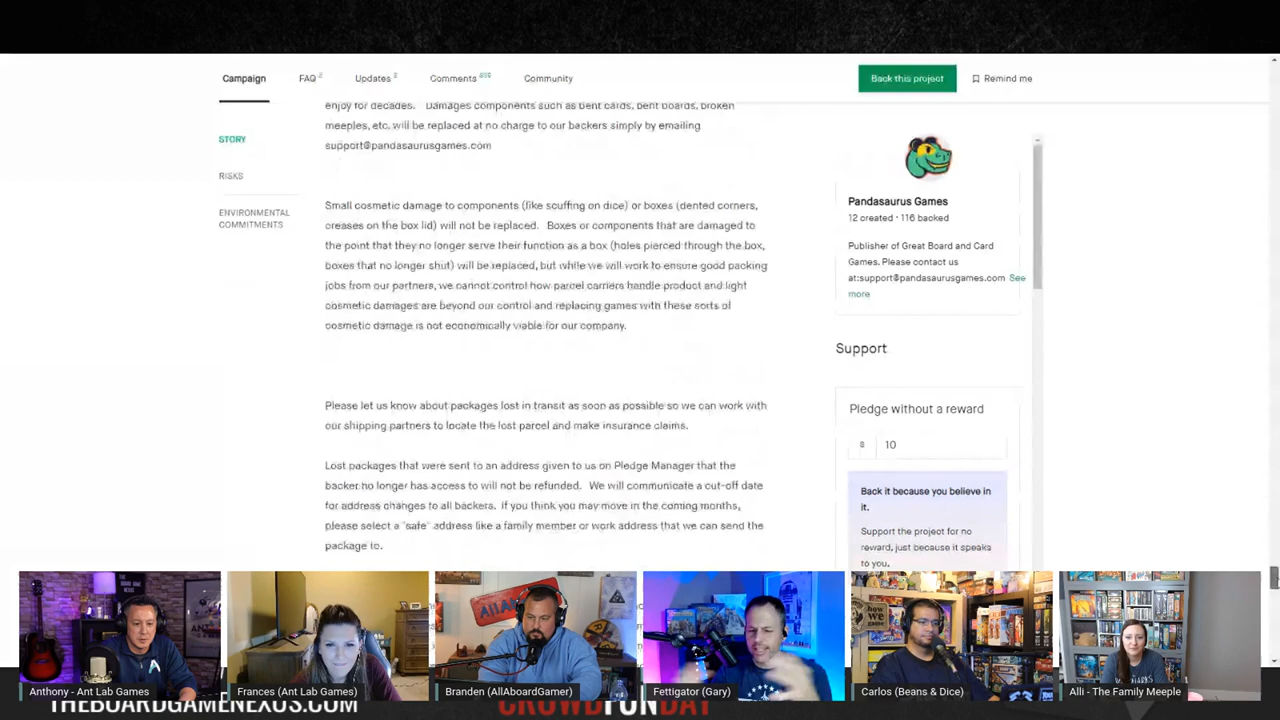 Campaign
FAQ 2
Updates 2
Comments
Community
Back this project
Remind me
STORY
RISKS
ENVIRONMENTAL
COMMITMENTS
enjoy for decades. Damages components such as bent cards, bent boards, broken
meeples, etc. will be replaced at no charge to our backers simply by emailing
support@pandasaurusgames.com
Small cosmetic damage to components (like scuffing on dice) or boxes (dented corners,
creases on the box lid) will not be replaced. Boxes or components that are damaged to
the point that they no longer serve their function as a box (holes pierced through the box,
boxes that no longer shut) will be replaced, but while we will work to ensure good packing
jobs from our partners, we cannot control how parcel carriers handle product and light
cosmetic damages are beyond our control and replacing games with these sorts of
cosmetic damage is not economically viable for our company.
Please let us know about packages lost in transit as soon as possible so we can work with
our shipping partners to locate the lost parcel and make insurance claims.
Lost packages that were sent to an address given to us on Pledge Manager that the
backer no longer has access to will not be refunded. We will communicate a cut-off date
for address changes to all backers. If you think you may move in the coming months,
please select a "safe" address like a family member or work address that we can send the
package to.
Pandasaurus Games
12 created · 116 backed
Publisher of Great Board and Card
Games. Please contact us
at:support@pandasaurusgames.com See
more
Support
Pledge without a reward
10
Back it because you believe in
it.
Support the project for no
reward, just because it speaks
to you.
how we
game
Anthony - Ant Lab Games
Frances (Ant Lab Games)
Branden (AllAboardGamer)
Fettigator (Gary)
Carlos (Beans & Dice)
Alli - The Family Meeple
THEBOARDGAMENEXUS.COM
CROWDFUNDAY